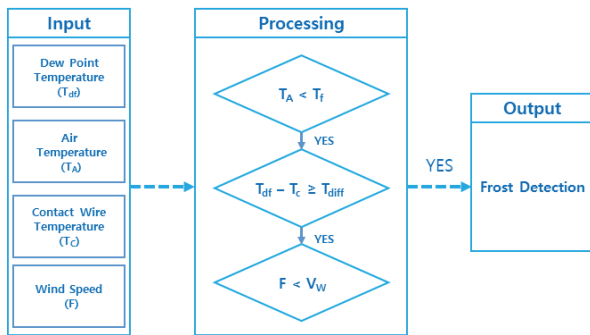 Input
Dew Point
Temperature
(Tdf)
Air
Temperature
(TA)
Contact Wire
Temperature
(TC)
Wind Speed
(F)
Processing
TA < Tf
YES
Tdf – Tc ≥ Tdiff
YES
F < VW
YES
Output
Frost Detection